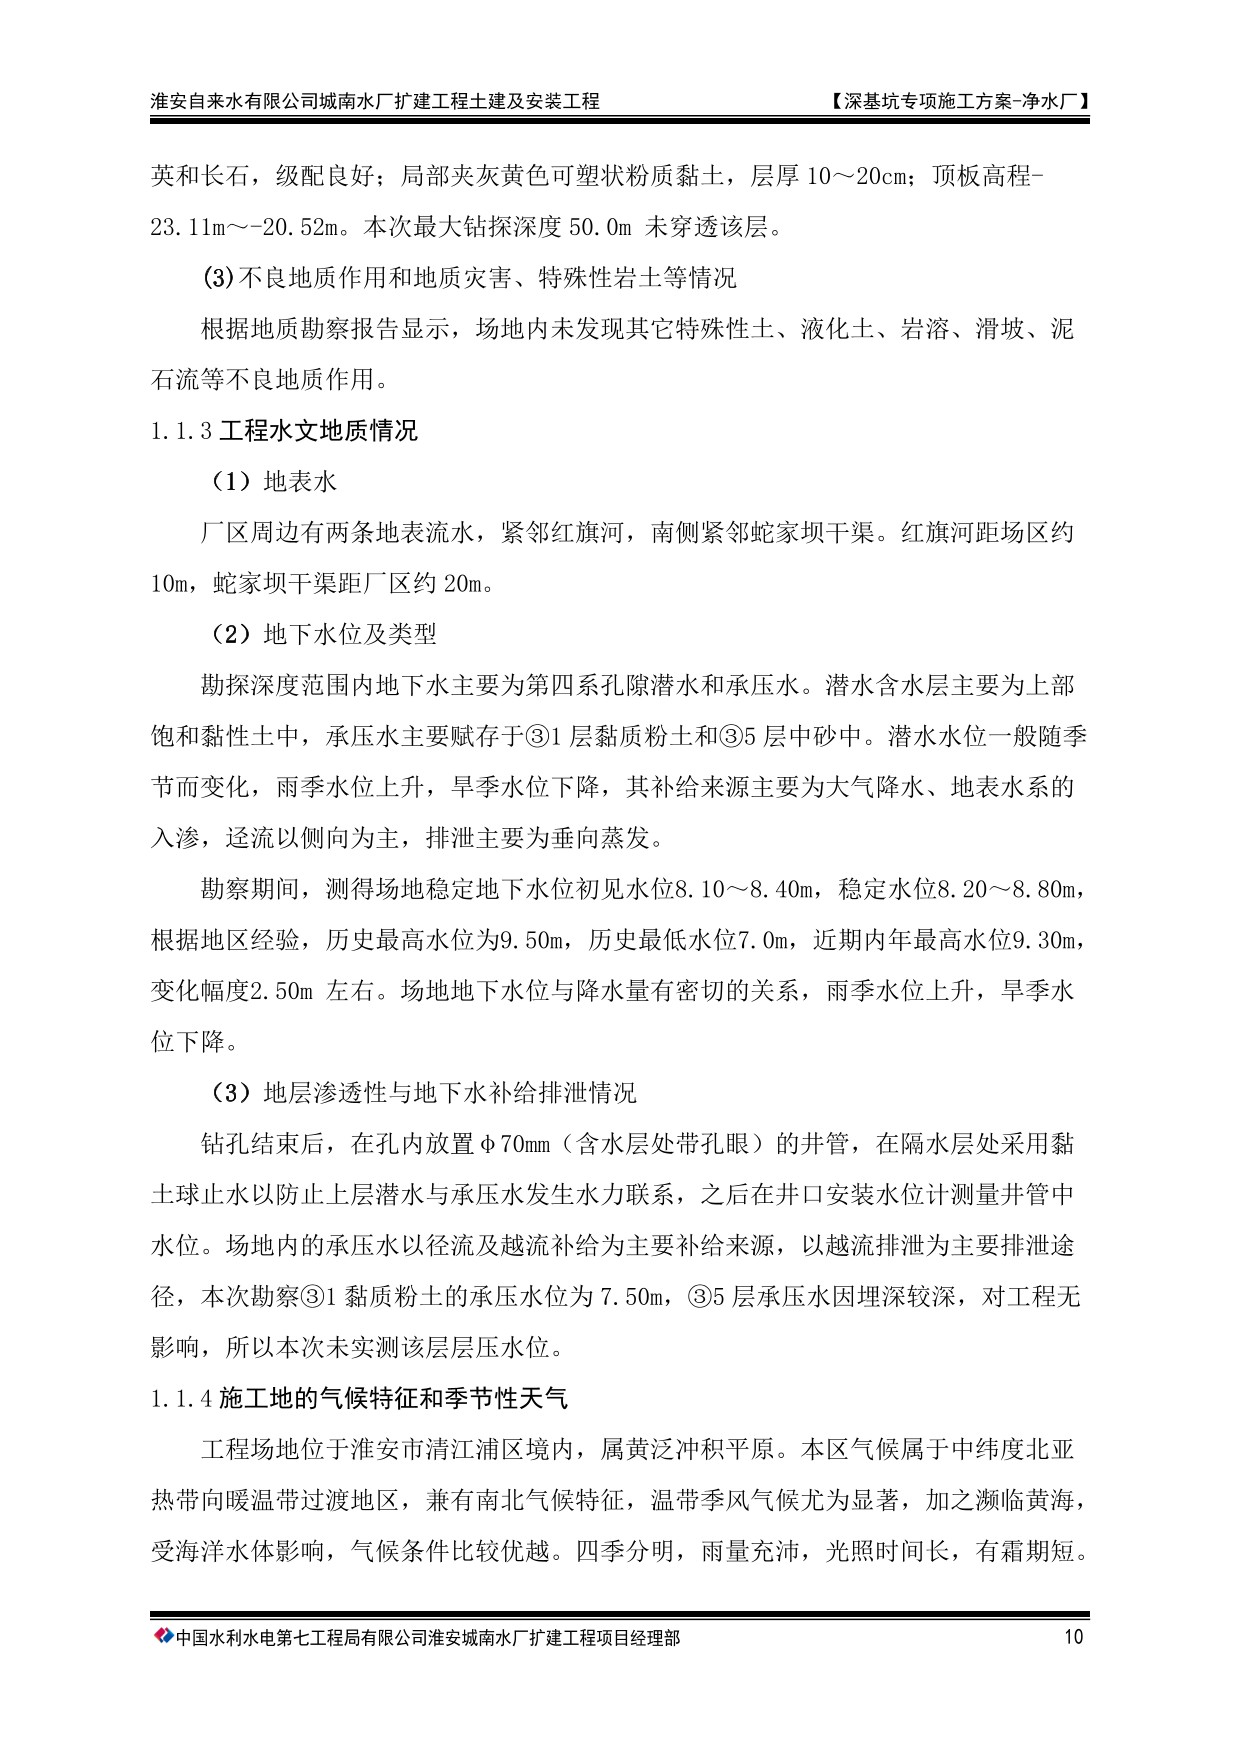 淮安自来水有限公司城南水厂扩建工程土建及安装工程 【深基坑专项施工方案-净水厂】
英和长石，级配良好；局部夹灰黄色可塑状粉质黏土，层厚 10～20cm；顶板高程-
23.11m～-20.52m。本次最大钻探深度 50.0m 未穿透该层。
(3)不良地质作用和地质灾害、特殊性岩土等情况
根据地质勘察报告显示，场地内未发现其它特殊性土、液化土、岩溶、滑坡、泥
石流等不良地质作用。
1.1.3 工程水文地质情况
（1）地表水
厂区周边有两条地表流水，紧邻红旗河，南侧紧邻蛇家坝干渠。红旗河距场区约
10m，蛇家坝干渠距厂区约 20m。
（2）地下水位及类型
勘探深度范围内地下水主要为第四系孔隙潜水和承压水。潜水含水层主要为上部
饱和黏性土中，承压水主要赋存于③1 层黏质粉土和③5 层中砂中。潜水水位一般随季
节而变化，雨季水位上升，旱季水位下降，其补给来源主要为大气降水、地表水系的
入渗，迳流以侧向为主，排泄主要为垂向蒸发。
勘察期间，测得场地稳定地下水位初见水位8.10～8.40m，稳定水位8.20～8.80m，
根据地区经验，历史最高水位为9.50m，历史最低水位7.0m，近期内年最高水位9.30m，
变化幅度2.50m 左右。场地地下水位与降水量有密切的关系，雨季水位上升，旱季水
位下降。
（3）地层渗透性与地下水补给排泄情况
钻孔结束后，在孔内放置φ70mm（含水层处带孔眼）的井管，在隔水层处采用黏
土球止水以防止上层潜水与承压水发生水力联系，之后在井口安装水位计测量井管中
水位。场地内的承压水以径流及越流补给为主要补给来源，以越流排泄为主要排泄途
径，本次勘察③1 黏质粉土的承压水位为 7.50m，③5 层承压水因埋深较深，对工程无
影响，所以本次未实测该层层压水位。
1.1.4 施工地的气候特征和季节性天气
工程场地位于淮安市清江浦区境内，属黄泛冲积平原。本区气候属于中纬度北亚
热带向暖温带过渡地区，兼有南北气候特征，温带季风气候尤为显著，加之濒临黄海，
受海洋水体影响，气候条件比较优越。四季分明，雨量充沛，光照时间长，有霜期短。
中国水利水电第七工程局有限公司淮安城南水厂扩建工程项目经理部 10